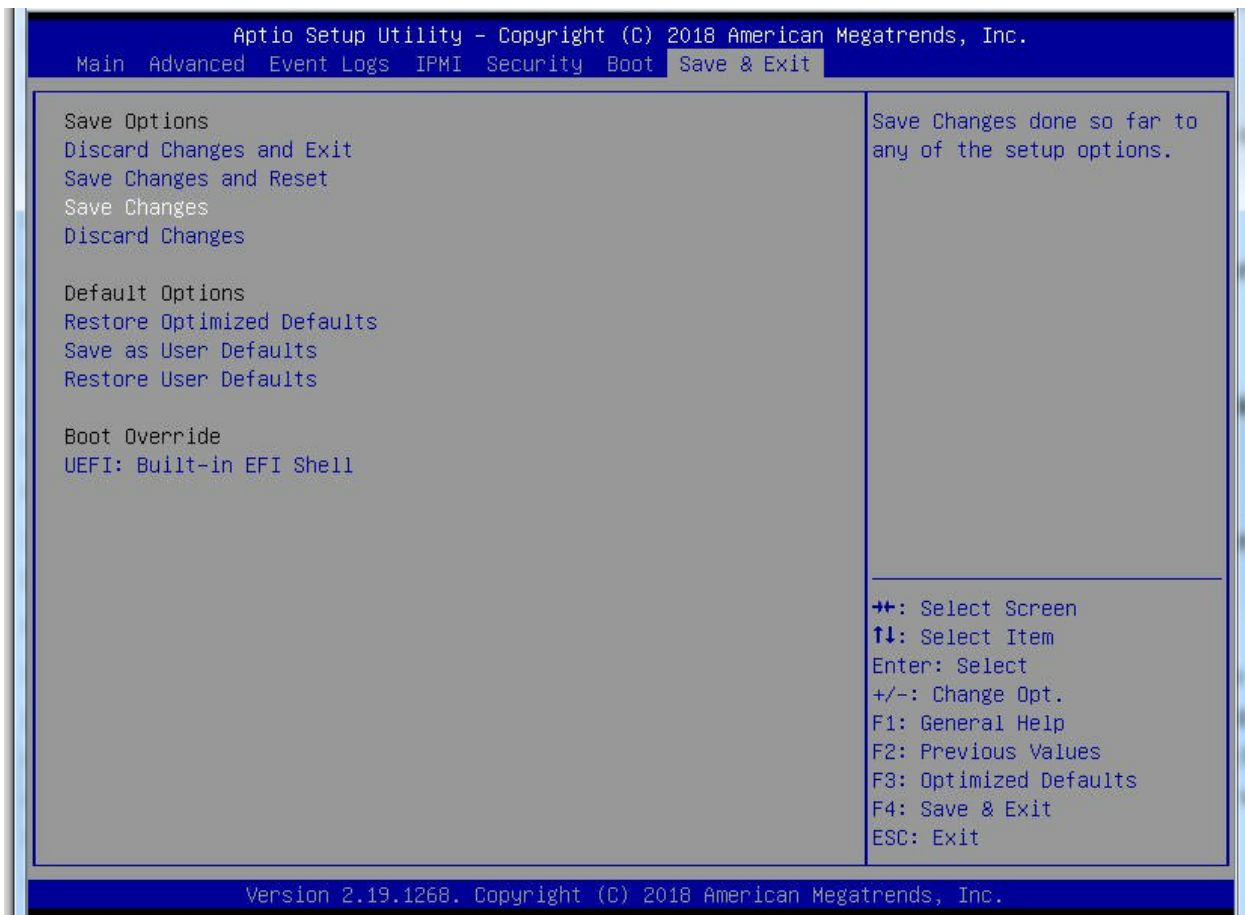 Aptio Setup Utility – Copyright (C) 2018 American Megatrends, Inc.
Main Advanced Event Logs IPMI Security Boot Save & Exit
Save Options
Discard Changes and Exit
Save Changes and Reset
Save Changes
Discard Changes
Default Options
Restore Optimized Defaults
Save as User Defaults
Restore User Defaults
Boot Override
UEFI: Built-in EFI Shell
Save Changes done so far to
any of the setup options.
→←: Select Screen
↑↓: Select Item
Enter: Select
+/-: Change Opt.
F1: General Help
F2: Previous Values
F3: Optimized Defaults
F4: Save & Exit
ESC: Exit
Version 2.19.1268. Copyright (C) 2018 American Megatrends, Inc.